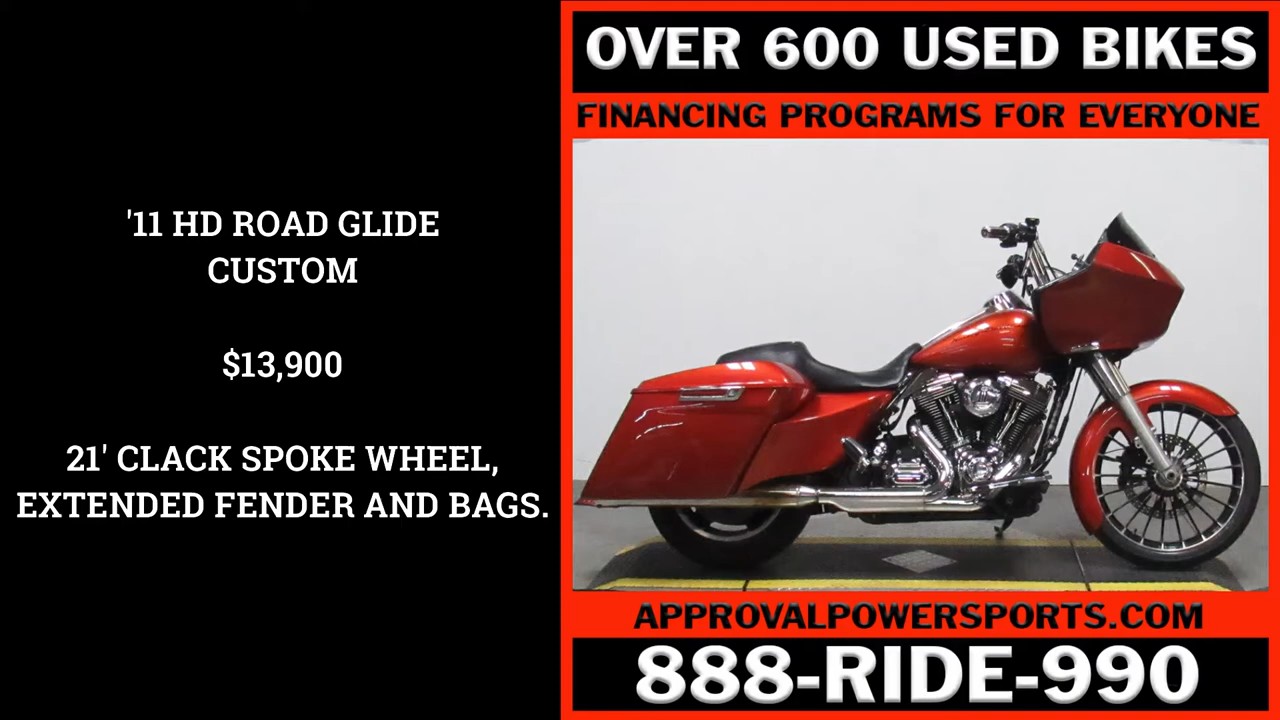 '11 HD ROAD GLIDE
CUSTOM
$13,900
21' CLACK SPOKE WHEEL,
EXTENDED FENDER AND BAGS.
OVER 600 USED BIKES
FINANCING PROGRAMS FOR EVERYONE
APPROVALPOWERSPORTS.COM
888-RIDE-990